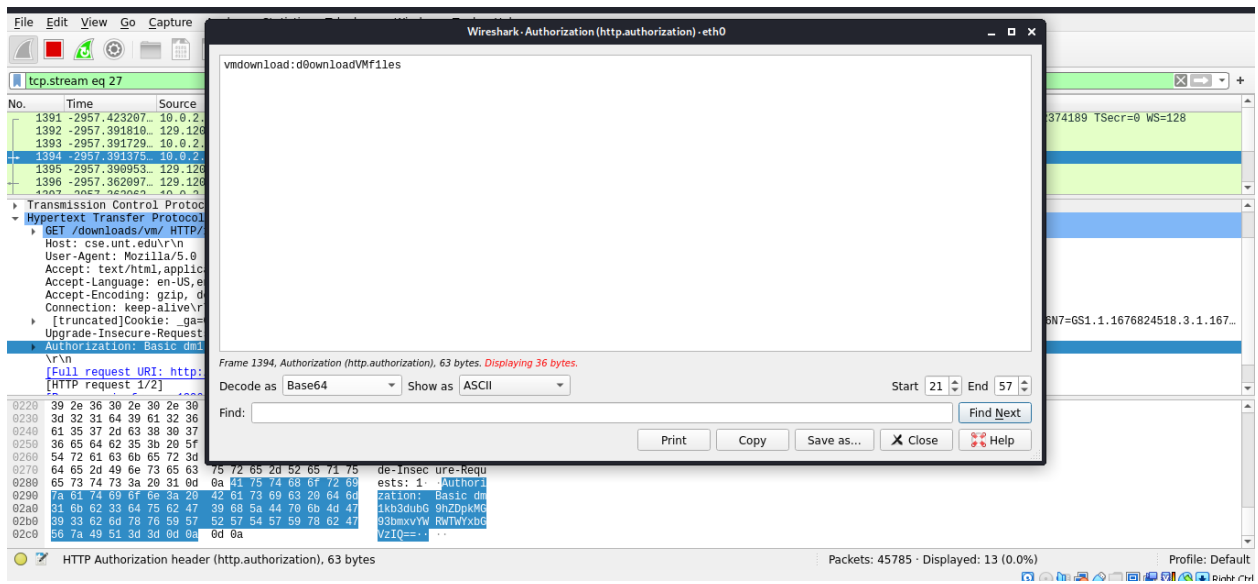 File Edit View Go Capture
Wireshark·Authorization (http.authorization)·eth0
vmdownload:d0ownloadVMf1les
tcp.stream eq 27
No. Time Source
1391 -2957.423207… 10.0.2. 374189 TSecr=0 WS=128
1392 -2957.391810… 129.120
1393 -2957.391729… 10.0.2.
1394 -2957.391375… 10.0.2.
1395 -2957.390953… 129.120
1396 -2957.362097… 129.120
Transmission Control Protoc
Hypertext Transfer Protocol
GET /downloads/vm/ HTTP/
Host: cse.unt.edu\r\n
User-Agent: Mozilla/5.0
Accept: text/html,applic
Accept-Language: en-US,e
Accept-Encoding: gzip, d
Connection: keep-alive\r
[truncated]Cookie: _ga= 6N7=GS1.1.1676824518.3.1.167…
Upgrade-Insecure-Request
Authorization: Basic dm1
\r\n
[Full request URI: http:
[HTTP request 1/2]
Frame 1394, Authorization (http.authorization), 63 bytes. Displaying 36 bytes.
Decode as Base64 Show as ASCII Start 21 End 57
Find: Find Next
Print Copy Save as... Close Help
0220 39 2e 36 30 2e 30 2e 30
0230 3d 32 31 64 39 61 32 36
0240 61 35 37 2d 63 38 30 37
0250 36 65 64 62 35 3b 20 5f
0260 54 72 61 63 6b 65 72 3d
0270 64 65 2d 49 6e 73 65 63 75 72 65 2d 52 65 71 75 de-Insec ure-Requ
0280 65 73 74 73 3a 20 31 0d 0a 41 75 74 68 6f 72 69 ests: 1· ·Authori
0290 7a 61 74 69 6f 6e 3a 20 42 61 73 69 63 20 64 6d zation: Basic dm
02a0 31 6b 62 33 64 75 62 47 39 68 5a 44 70 6b 4d 47 1kb3dubG 9hZDpkMG
02b0 39 33 62 6d 78 76 59 57 52 57 54 57 59 78 62 47 93bmxvYW RWTWYxbG
02c0 56 7a 49 51 3d 3d 0d 0a 0d 0a VzIQ==·· ··
HTTP Authorization header (http.authorization), 63 bytes Packets: 45785 · Displayed: 13 (0.0%) Profile: Default
Right Ctrl